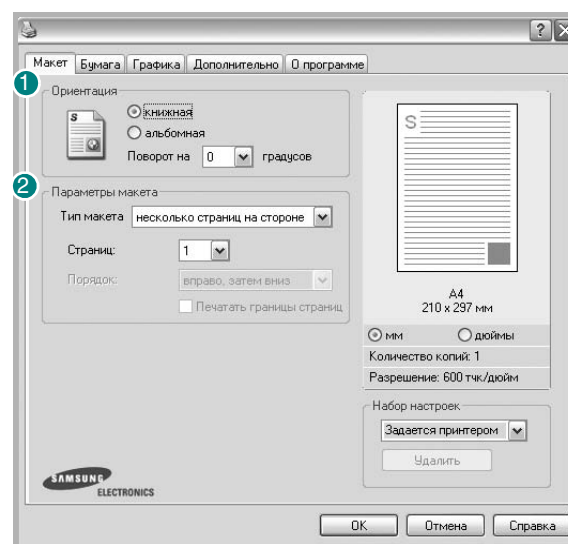 ? X
Макет Бумага Графика Дополнительно О программе
1
Ориентация
S
книжная
альбомная
Поворот на 0 градусов
2
Параметры макета
Тип макета несколько страниц на стороне
Страниц: 1
Порядок: вправо, затем вниз
Печатать границы страниц
S
A4
210 x 297 мм
мм дюймы
Количество копий: 1
Разрешение: 600 тчк/дюйм
Набор настроек
Задается принтером
Удалить
SAMSUNG
ELECTRONICS
OK Отмена Справка